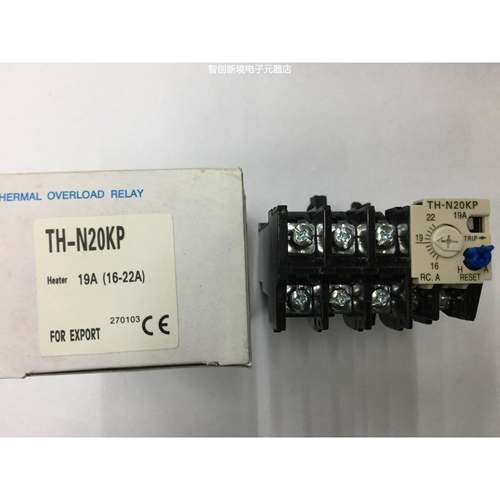 智创新境电子元器店
THERMAL OVERLOAD RELAY
TH-N20KP
Heater 19A (16-22A)
270103 CE
FOR EXPORT
TH-N20KP
22 19A
19 TRIP
16
RC. A H A
RESET